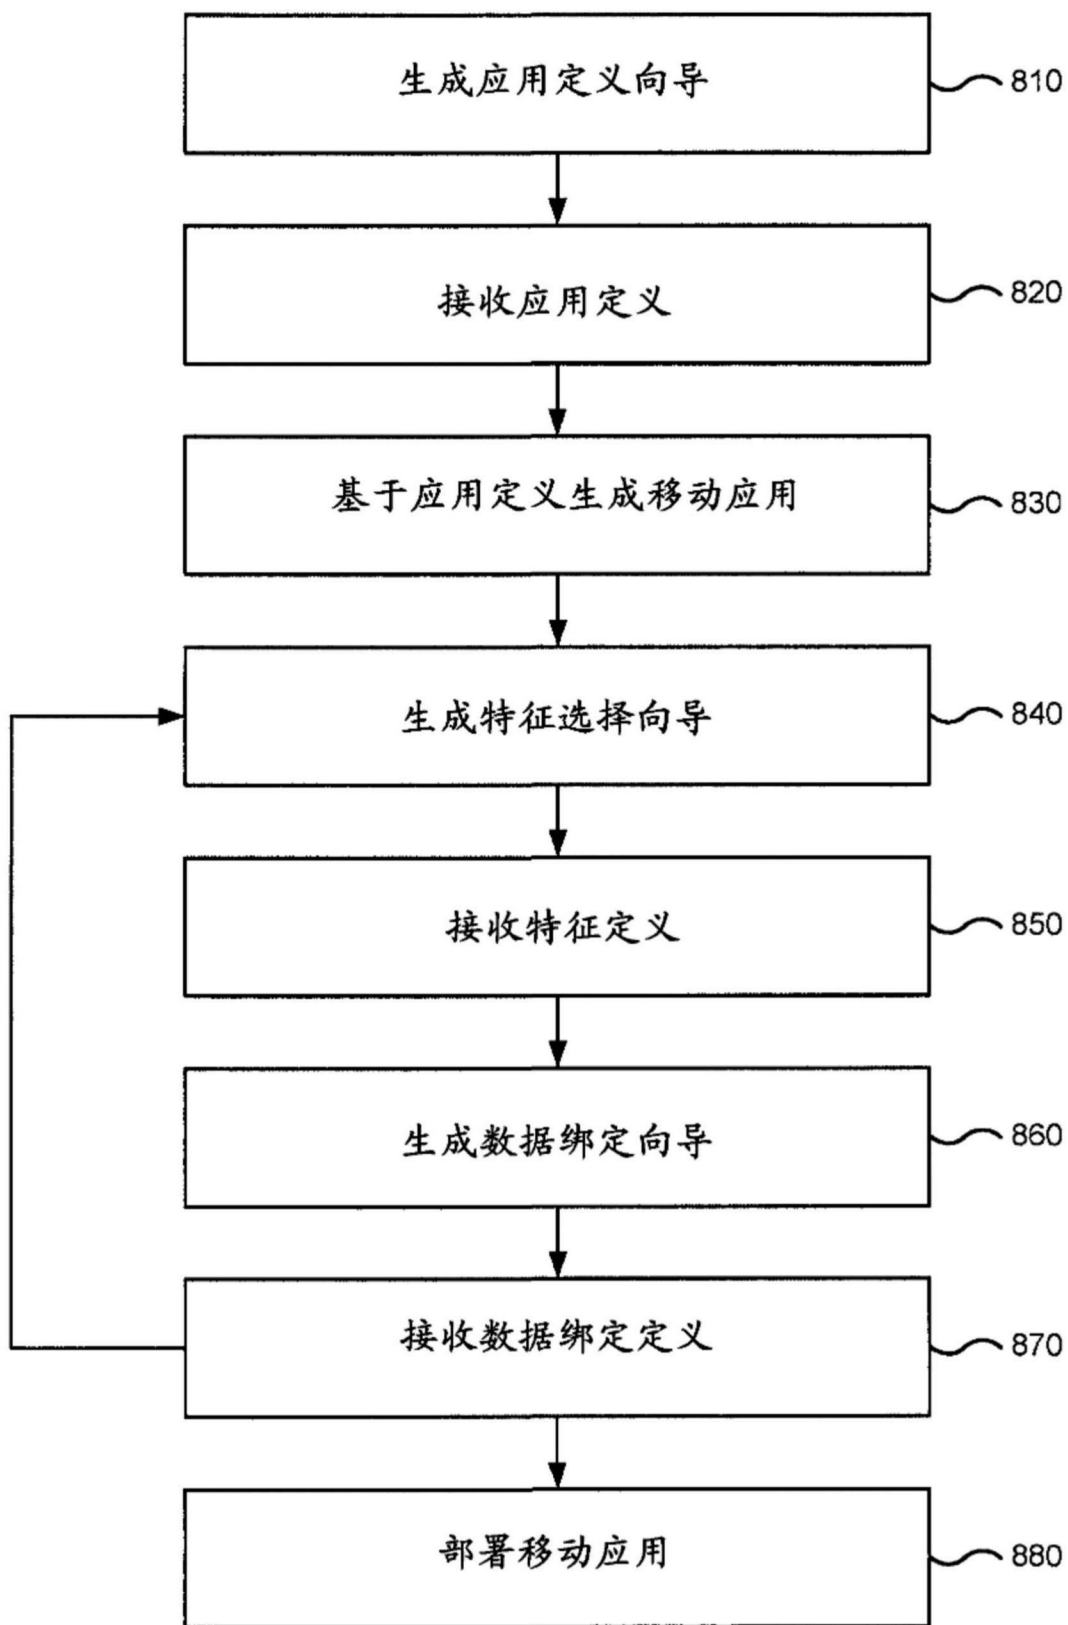 生成应用定义向导
810
接收应用定义
820
基于应用定义生成移动应用
830
生成特征选择向导
840
接收特征定义
850
生成数据绑定向导
860
接收数据绑定定义
870
部署移动应用
880